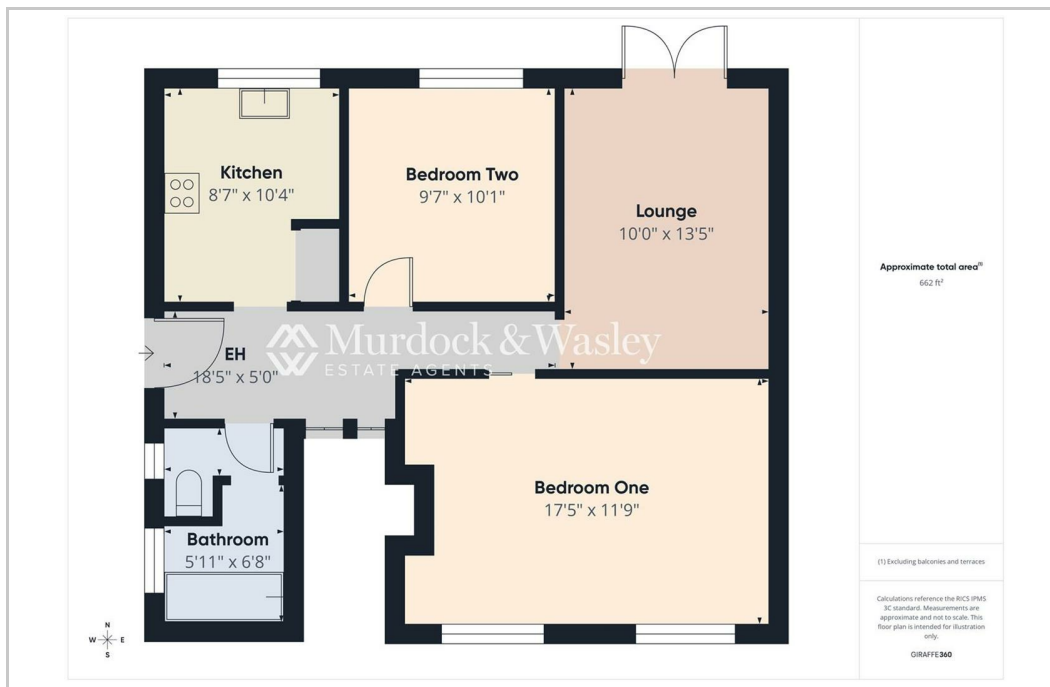 Kitchen
8'7" x 10'4"
Bedroom Two
9'7" x 10'1"
Lounge
10'0" x 13'5"
Approximate total area(1)
662 ft²
Murdock & Wasley
ESTATE AGENTS
EH
18'5" x 5'0"
Bedroom One
17'5" x 11'9"
Bathroom
5'11" x 6'8"
(1) Excluding balconies and terraces
Calculations reference the RICS IPMS
3C standard. Measurements are
approximate and not to scale. This
floor plan is intended for illustration
only.
GIRAFFE360
N
W E
S